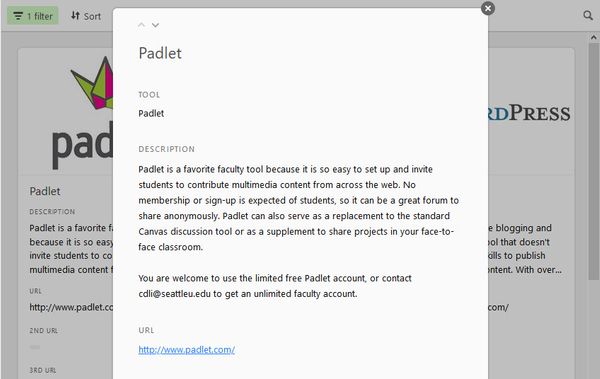 1 filter
Sort
Padlet
TOOL
Padlet
DESCRIPTION
Padlet is a favorite faculty tool because it is so easy to set up and invite
students to contribute multimedia content from across the web. No
membership or sign-up is expected of students, so it can be a great forum to
share anonymously. Padlet can also serve as a replacement to the standard
Canvas discussion tool or as a supplement to share projects in your face-to-
face classroom.
You are welcome to use the limited free Padlet account, or contact
cdli@seattleu.edu to get an unlimited faculty account.
URL
http://www.padlet.com/
padl
Padlet
DESCRIPTION
Padlet is a favorite fa
because it is so easy
invite students to co
multimedia content f
URL
http://www.padlet.co
2ND URL
3RD URL
RDPRESS
e blogging and
ool that doesn't
kills to publish
ontent. With over...
om/